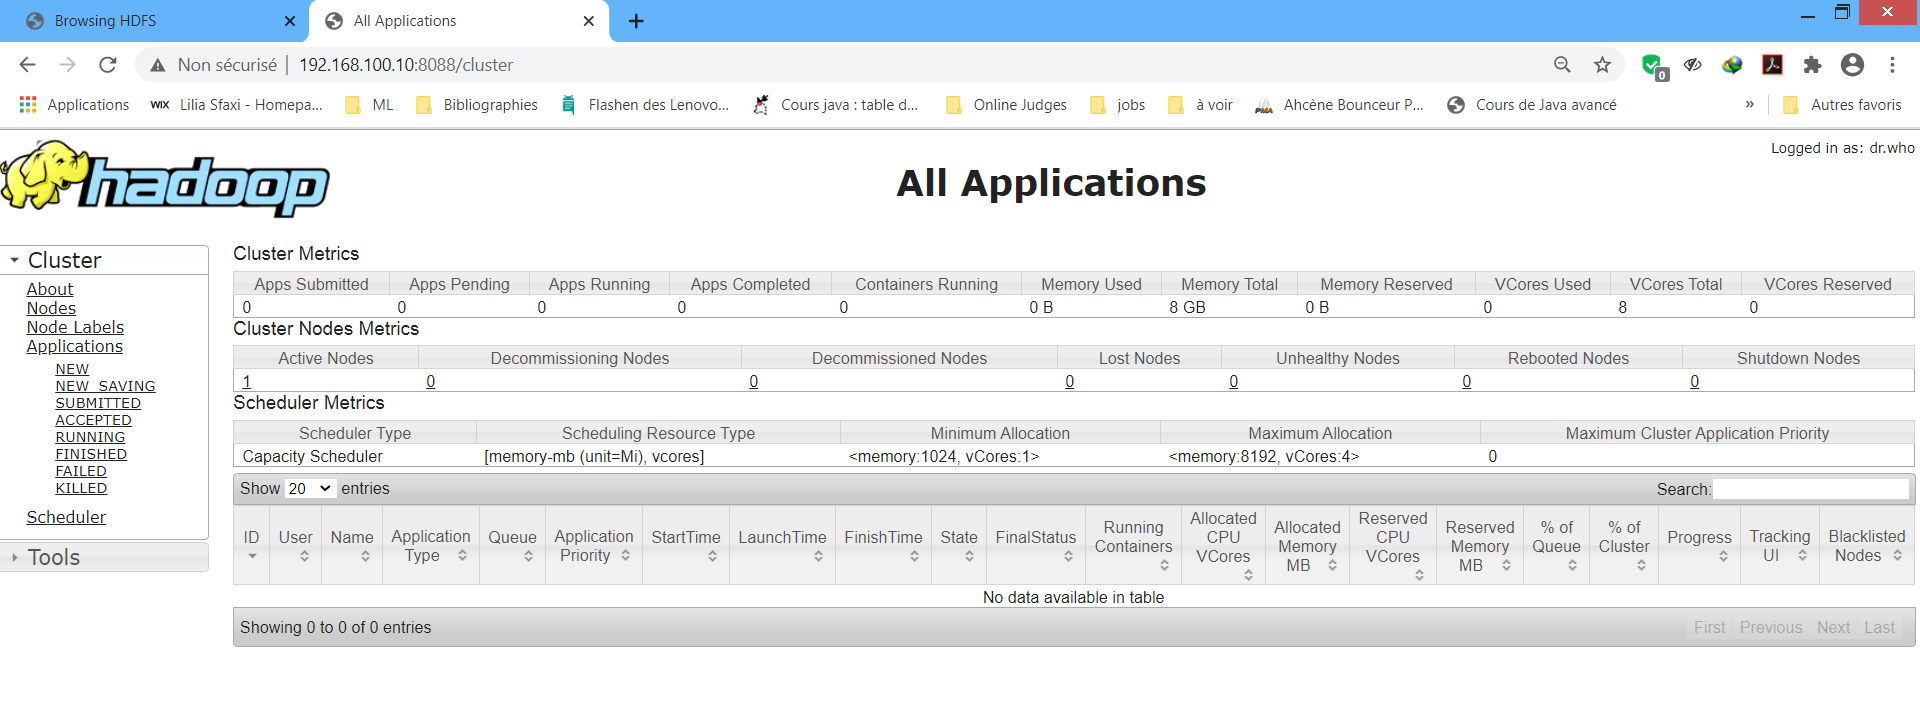 Browsing HDFS
All Applications
Non sécurisé | 192.168.100.10:8088/cluster
0
Applications
WIX Lilia Sfaxi - Homepa...
ML
Bibliographies
Flashen des Lenovo...
Cours java : table d...
Online Judges
jobs
à voir
PMA Ahcène Bounceur P...
Cours de Java avancé
»
Autres favoris
hadoop
All Applications
Logged in as: dr.who
Cluster
About
Nodes
Node Labels
Applications
NEW
NEW_SAVING
SUBMITTED
ACCEPTED
RUNNING
FINISHED
FAILED
KILLED
Scheduler
Tools
Cluster Metrics
Apps Submitted Apps Pending Apps Running Apps Completed Containers Running Memory Used Memory Total Memory Reserved VCores Used VCores Total VCores Reserved
0 0 0 0 0 0 B 8 GB 0 B 0 8 0
Cluster Nodes Metrics
Active Nodes Decommissioning Nodes Decommissioned Nodes Lost Nodes Unhealthy Nodes Rebooted Nodes Shutdown Nodes
1 0 0 0 0 0 0
Scheduler Metrics
Scheduler Type Scheduling Resource Type Minimum Allocation Maximum Allocation Maximum Cluster Application Priority
Capacity Scheduler [memory-mb (unit=Mi), vcores] <memory:1024, vCores:1> <memory:8192, vCores:4> 0
Show 20 entries
Search:
ID
User
Name
Application
Type
Queue
Application
Priority
StartTime
LaunchTime
FinishTime
State
FinalStatus
Running
Containers
Allocated
CPU
VCores
Allocated
Memory
MB
Reserved
CPU
VCores
Reserved
Memory
MB
% of
Queue
% of
Cluster
Progress
Tracking
UI
Blacklisted
Nodes
No data available in table
Showing 0 to 0 of 0 entries
First Previous Next Last